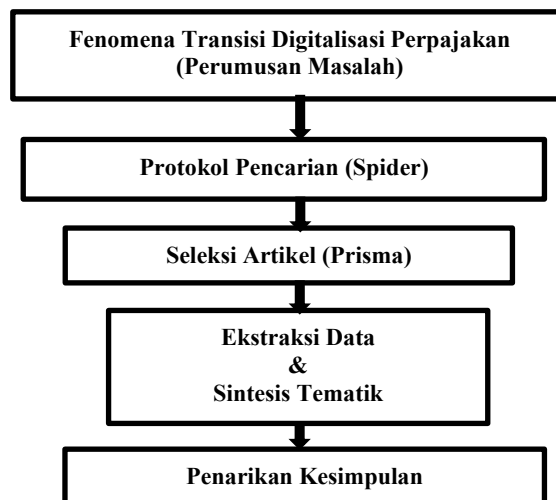 Fenomena Transisi Digitalisasi Perpajakan
(Perumusan Masalah)
Protokol Pencarian (Spider)
Seleksi Artikel (Prisma)
Ekstraksi Data
&
Sintesis Tematik
Penarikan Kesimpulan